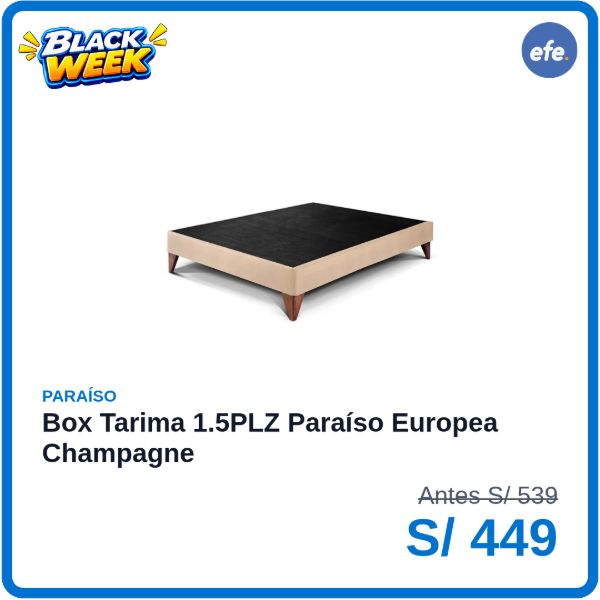 BLACK
WEEK
efe.
PARAÍSO
Box Tarima 1.5PLZ Paraíso Europea
Champagne
Antes S/ 539
S/ 449